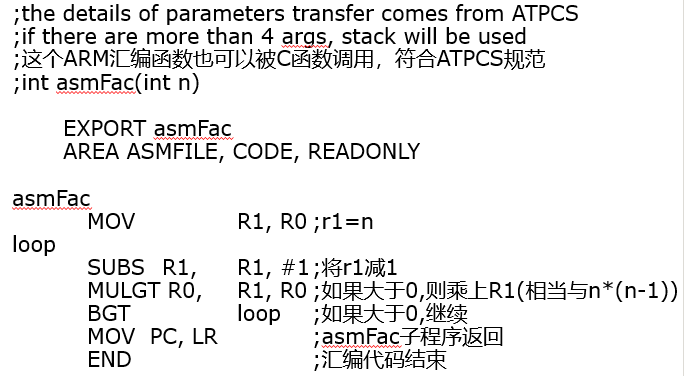 ;the details of parameters transfer comes from ATPCS
;if there are more than 4 args, stack will be used
;这个ARM汇编函数也可以被C函数调用，符合ATPCS规范
;int asmFac(int n)
EXPORT asmFac
AREA ASMFILE, CODE, READONLY
asmFac
MOV R1, R0 ;r1=n
loop
SUBS R1, R1, #1 ;将r1减1
MULGT R0, R1, R0 ;如果大于0,则乘上R1(相当与n*(n-1))
BGT loop ;如果大于0,继续
MOV PC, LR ;asmFac子程序返回
END ;汇编代码结束